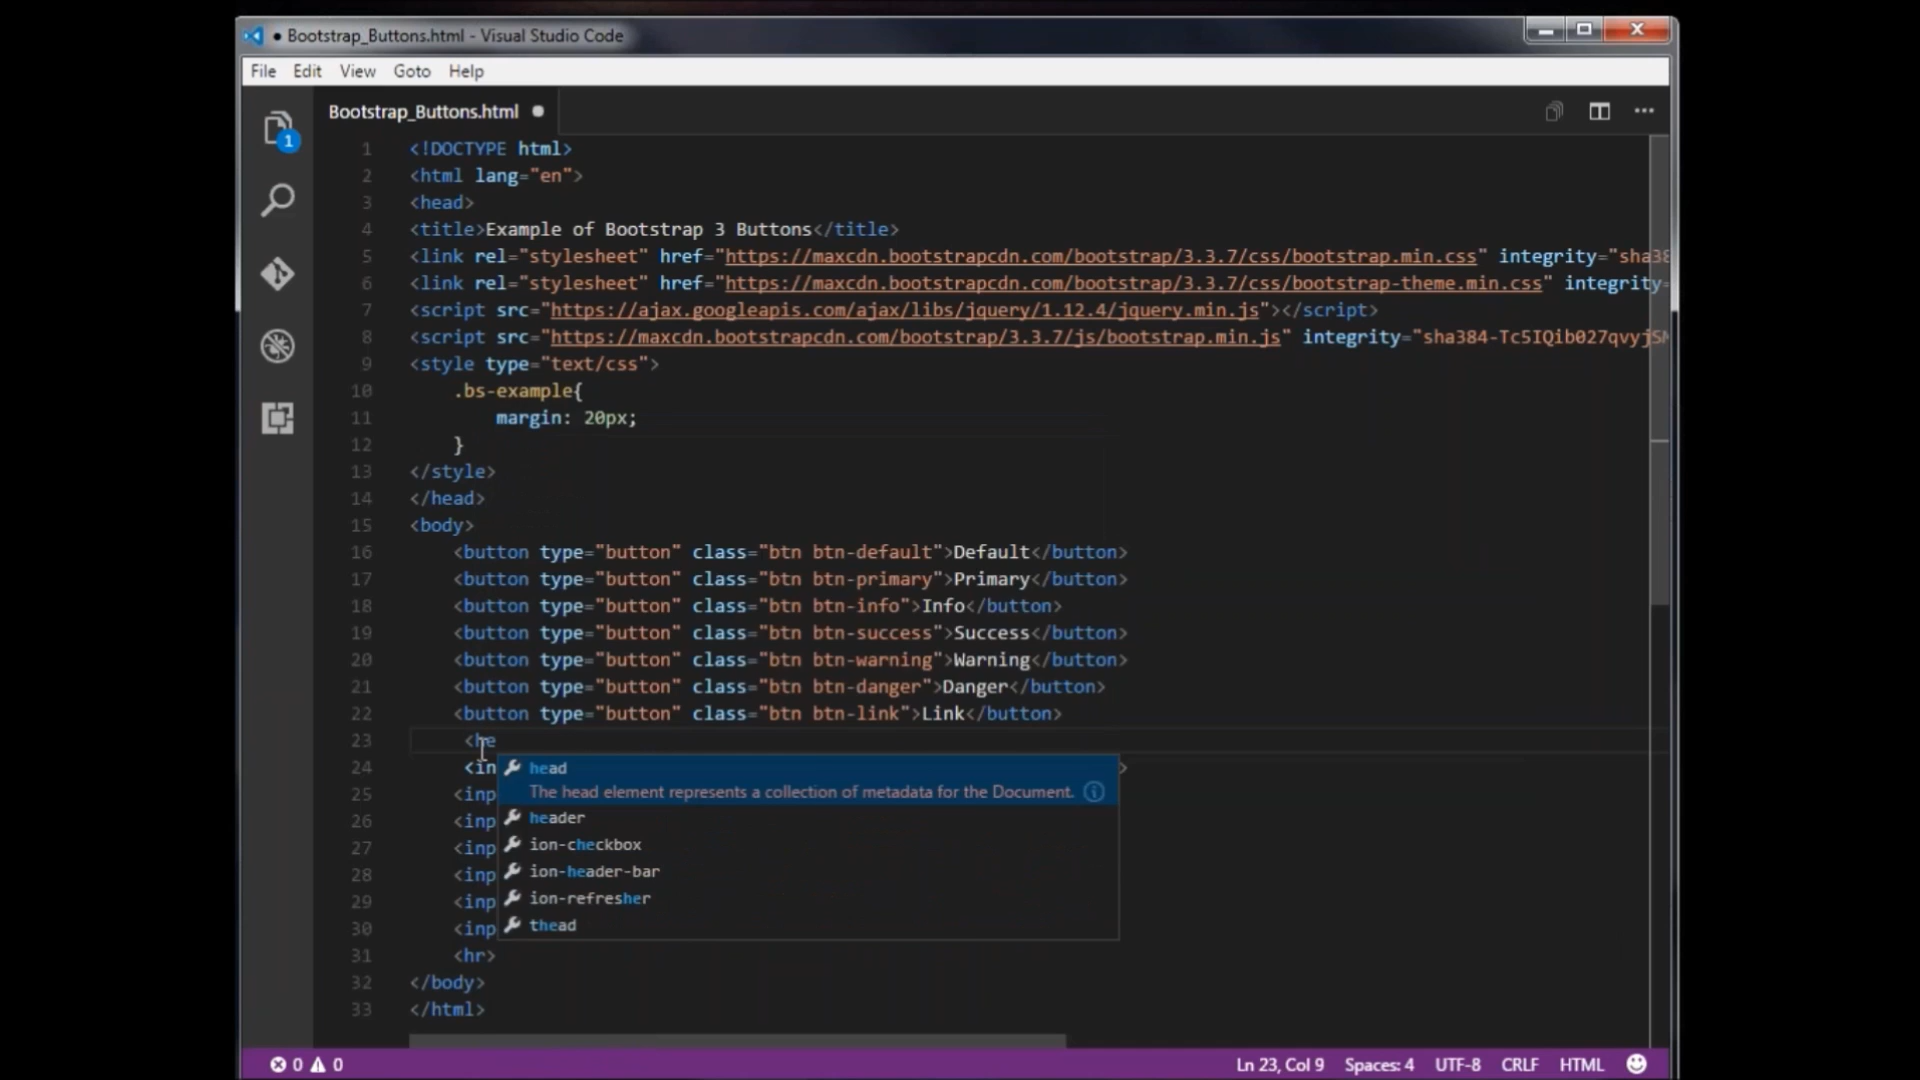 ● Bootstrap_Buttons.html - Visual Studio Code
File Edit View Goto Help
Bootstrap_Buttons.html ●
1
1 <!DOCTYPE html>
2 <html lang="en">
3 <head>
4 <title>Example of Bootstrap 3 Buttons</title>
5 <link rel="stylesheet" href="https://maxcdn.bootstrapcdn.com/bootstrap/3.3.7/css/bootstrap.min.css" integrity="sha38
6 <link rel="stylesheet" href="https://maxcdn.bootstrapcdn.com/bootstrap/3.3.7/css/bootstrap-theme.min.css" integrity=
7 <script src="https://ajax.googleapis.com/ajax/libs/jquery/1.12.4/jquery.min.js"></script>
8 <script src="https://maxcdn.bootstrapcdn.com/bootstrap/3.3.7/js/bootstrap.min.js" integrity="sha384-Tc5IQib027qvyjSM
9 <style type="text/css">
10 .bs-example{
11 margin: 20px;
12 }
13 </style>
14 </head>
15 <body>
16 <button type="button" class="btn btn-default">Default</button>
17 <button type="button" class="btn btn-primary">Primary</button>
18 <button type="button" class="btn btn-info">Info</button>
19 <button type="button" class="btn btn-success">Success</button>
20 <button type="button" class="btn btn-warning">Warning</button>
21 <button type="button" class="btn btn-danger">Danger</button>
22 <button type="button" class="btn btn-link">Link</button>
23 <he
24 <in >
head
The head element represents a collection of metadata for the Document.
25 <inp
header
26 <inp
ion-checkbox
27 <inp
ion-header-bar
28 <inp
ion-refresher
29 <inp
thead
30 <inp
31 <hr>
32 </body>
33 </html>
0 0 Ln 23, Col 9 Spaces: 4 UTF-8 CRLF HTML